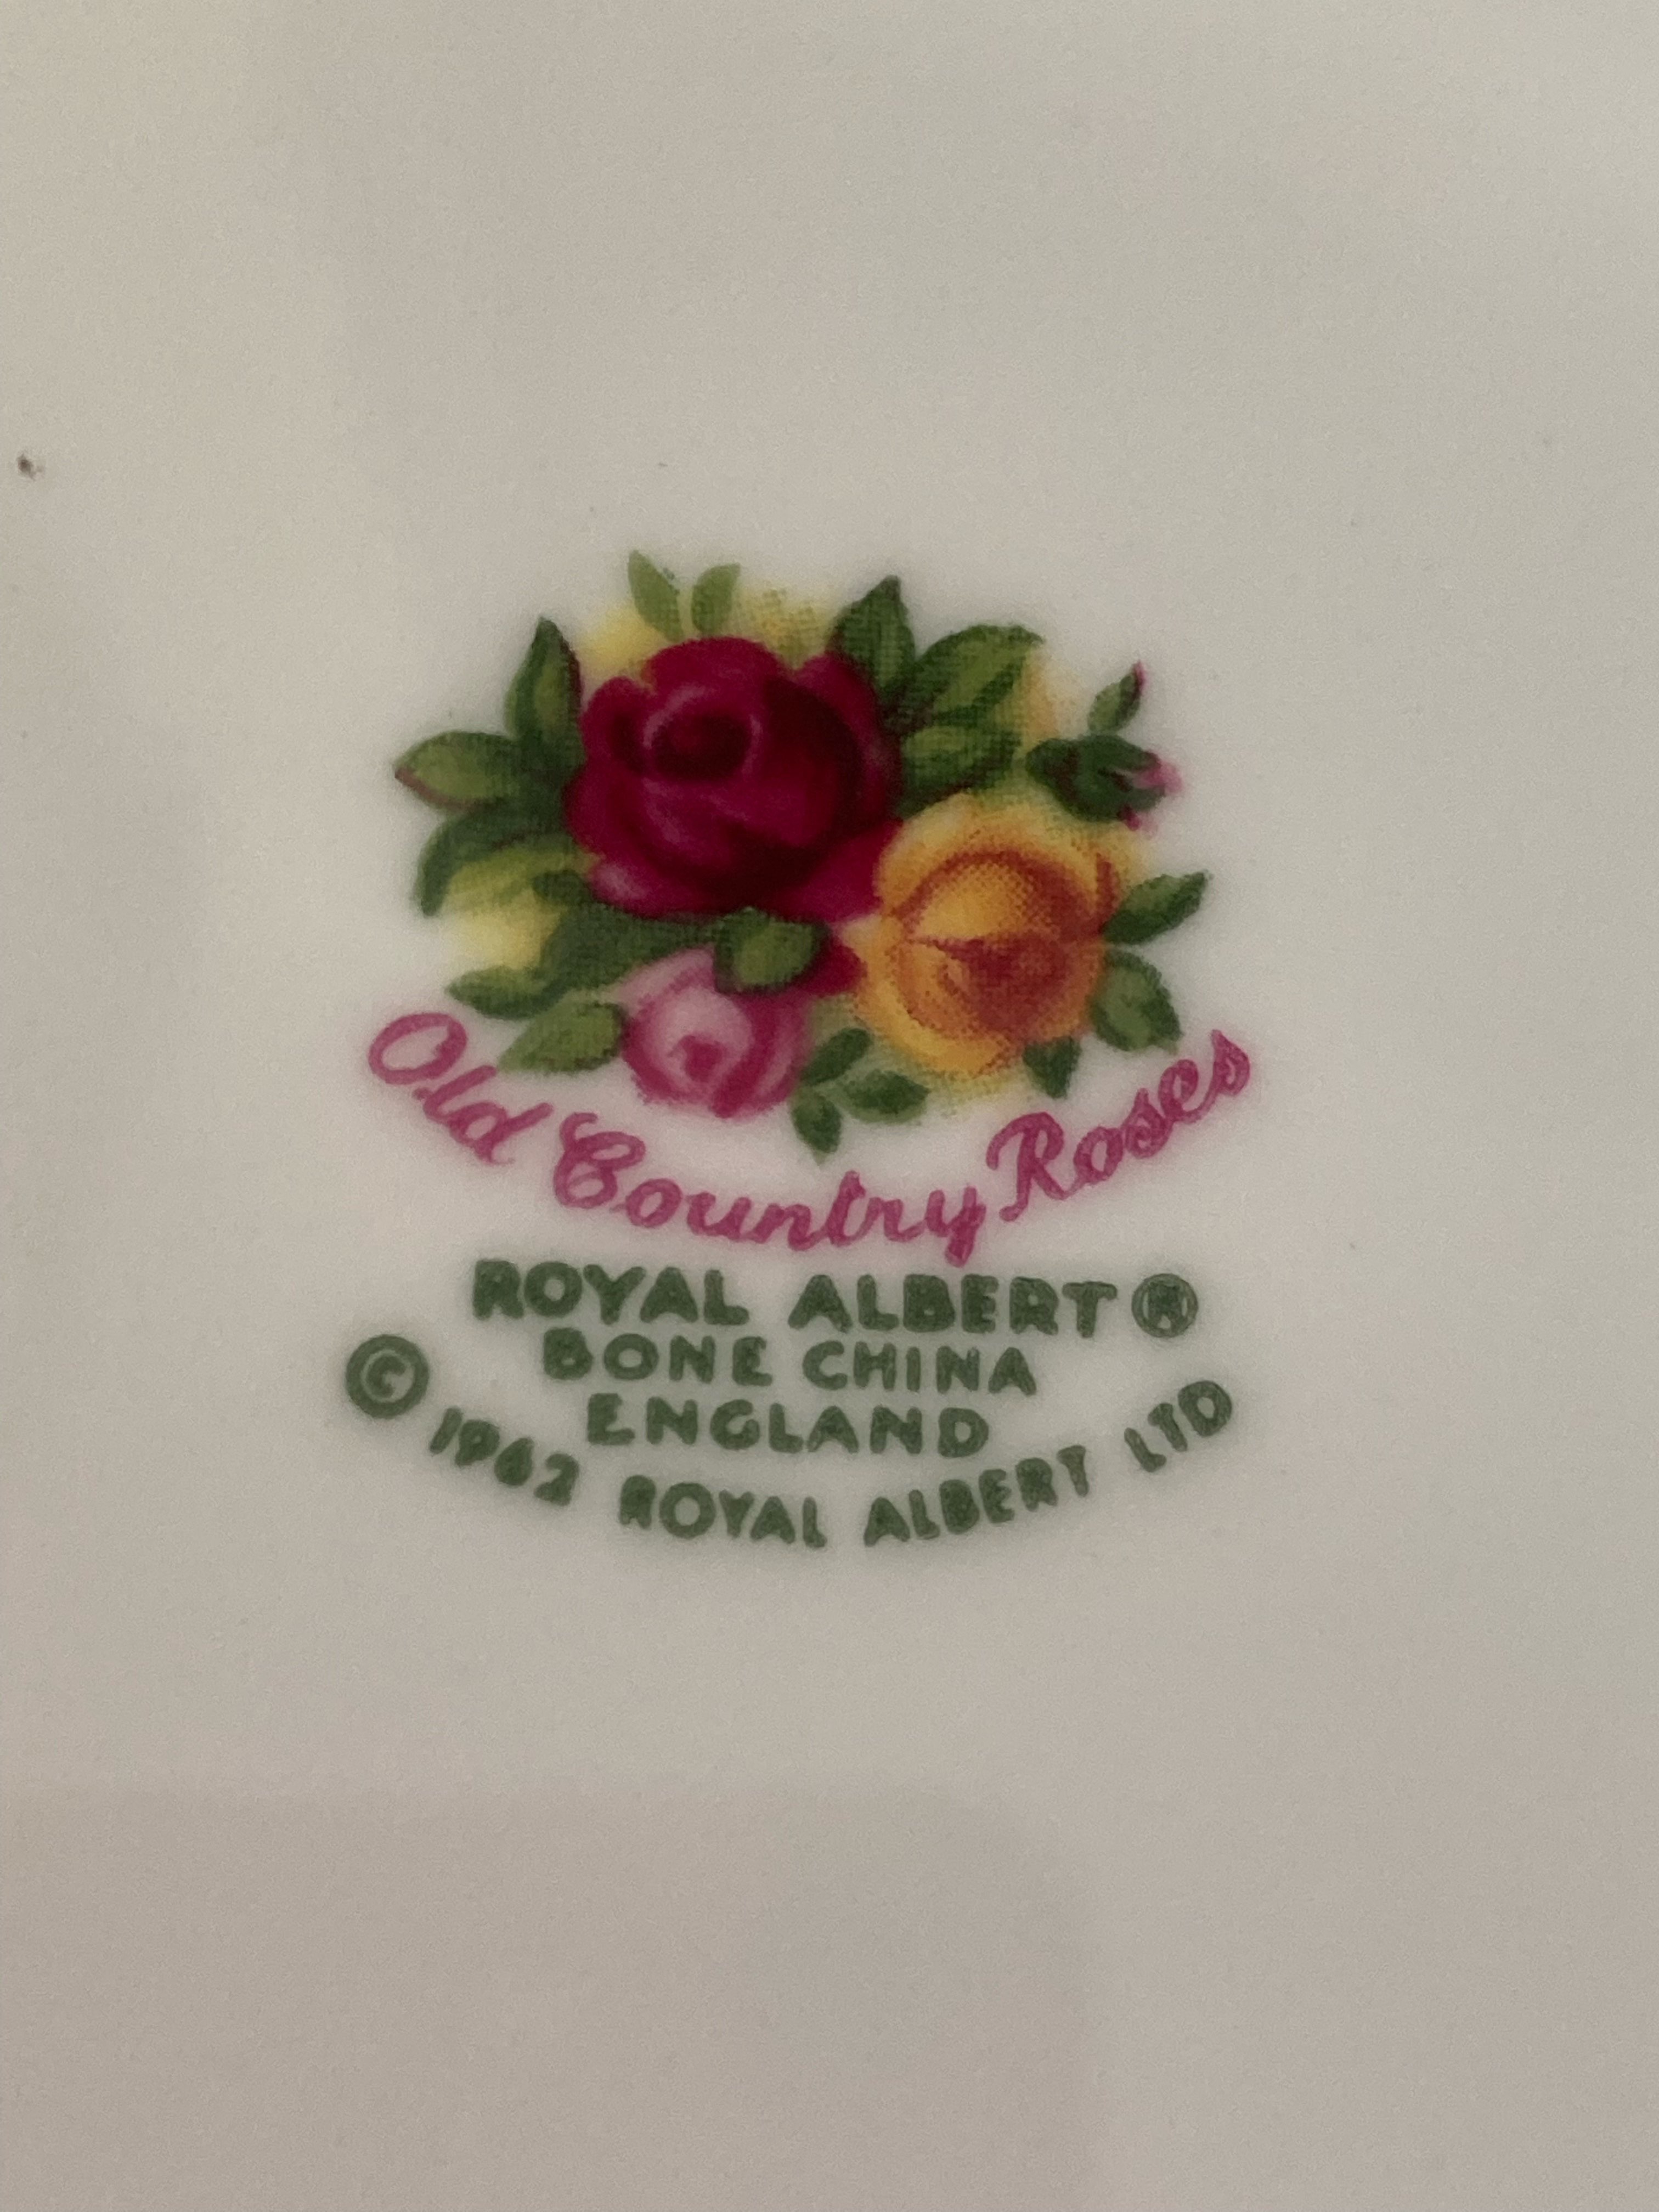 Old Country Roses
ROYAL ALBERT®
BONE CHINA
ENGLAND
© 1962 ROYAL ALBERT LTD